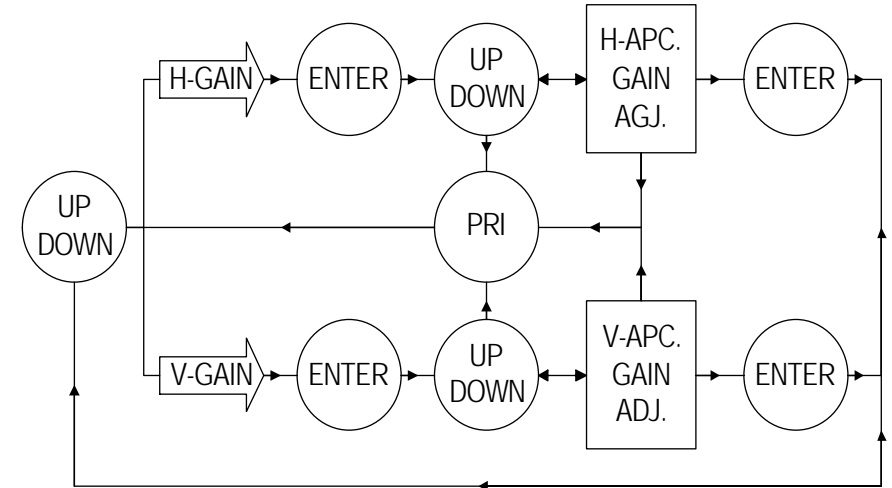 H-GAIN
ENTER
UP
DOWN
H-APC.
GAIN
AGJ.
ENTER
UP
DOWN
PRI
V-GAIN
ENTER
UP
DOWN
V-APC.
GAIN
ADJ.
ENTER